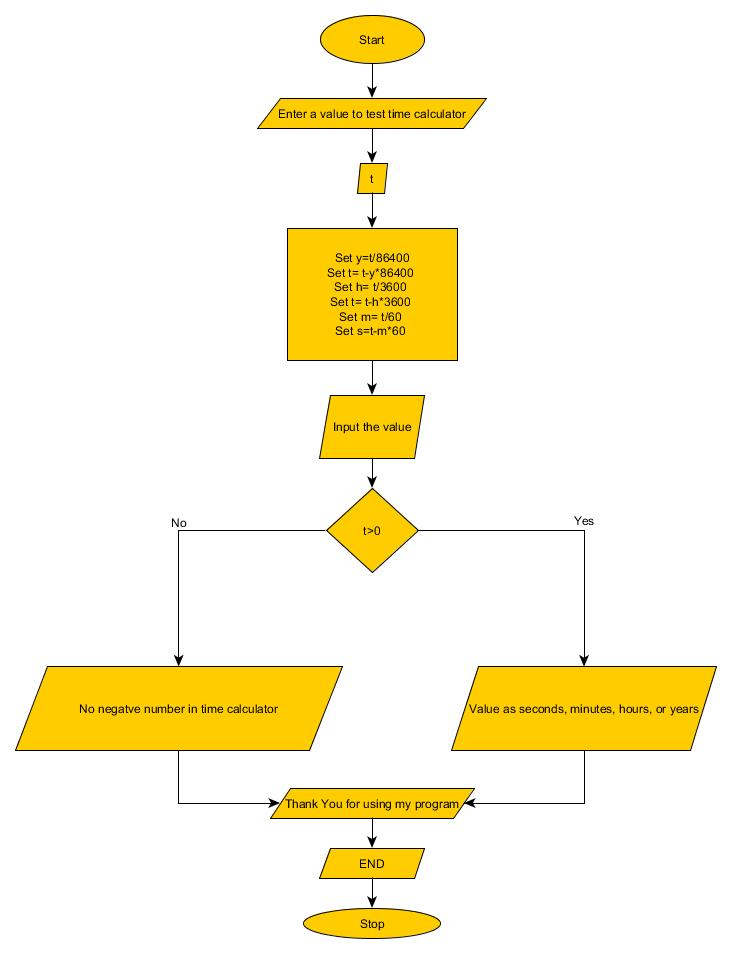 Start
Enter a value to test time calculator
t
Set y=t/86400
Set t= t-y*86400
Set h= t/3600
Set t= t-h*3600
Set m= t/60
Set s=t-m*60
Input the value
t>0
No
Yes
No negatve number in time calculator
Value as seconds, minutes, hours, or years
Thank You for using my program
END
Stop